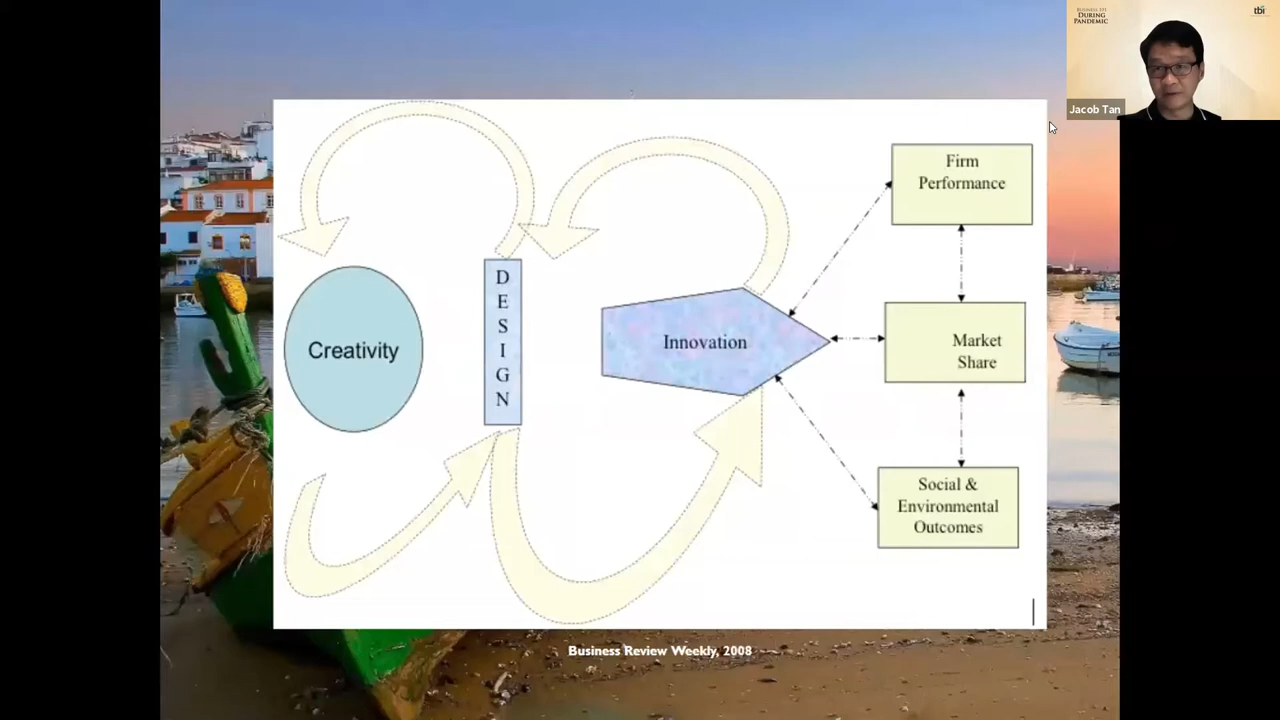 BUSINESS 101
DURING
PANDEMIC
tbi
Jacob Tan
Firm
Performance
DESIGN
Creativity
Innovation
Market
Share
Social &
Environmental
Outcomes
Business Review Weekly, 2008